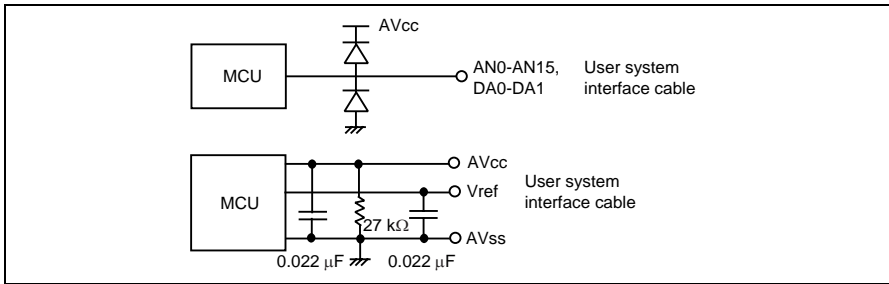 AVcc
MCU
AN0-AN15,
DA0-DA1
User system
interface cable
AVcc
Vref
MCU
User system
interface cable
27 kΩ
AVss
0.022 μF
0.022 μF